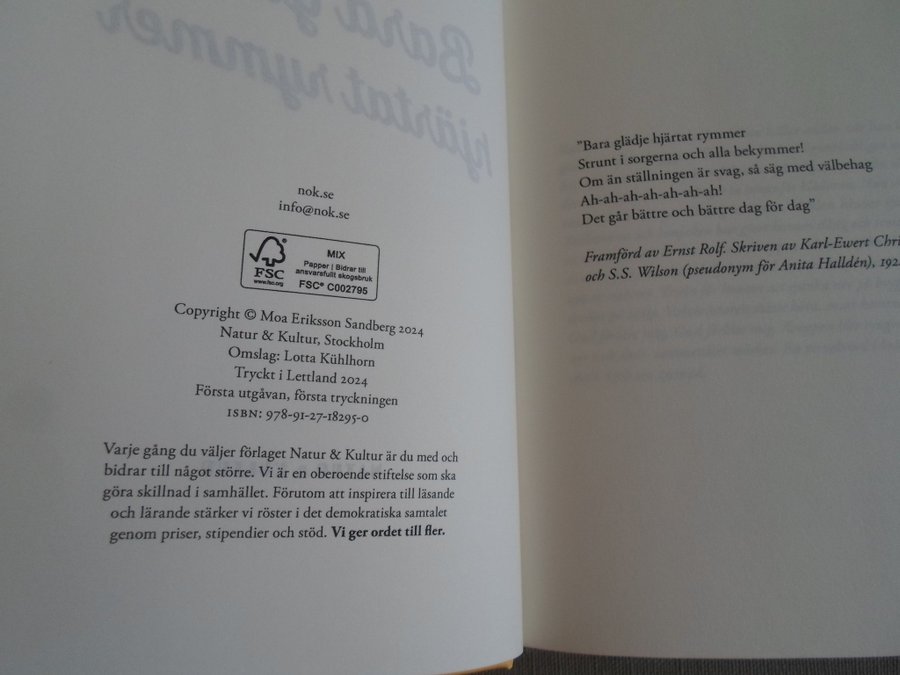 nok.se
info@nok.se
FSC
www.fsc.org
MIX
Papper | Bidrar till
ansvarsfullt skogsbruk
FSC® C002795
Copyright © Moa Eriksson Sandberg 2024
Natur & Kultur, Stockholm
Omslag: Lotta Kühlhorn
Tryckt i Lettland 2024
Första utgåvan, första tryckningen
ISBN: 978-91-27-18295-0
Varje gång du väljer förlaget Natur & Kultur är du med och
bidrar till något större. Vi är en oberoende stiftelse som ska
göra skillnad i samhället. Förutom att inspirera till läsande
och lärande stärker vi röster i det demokratiska samtalet
genom priser, stipendier och stöd. Vi ger ordet till fler.
”Bara glädje hjärtat rymmer
Strunt i sorgerna och alla bekymmer!
Om än ställningen är svag, så säg med välbehag
Ah-ah-ah-ah-ah-ah-ah!
Det går bättre och bättre dag för dag”
Framförd av Ernst Rolf. Skriven av Karl-Ewert Chri
och S.S. Wilson (pseudonym för Anita Halldén), 192